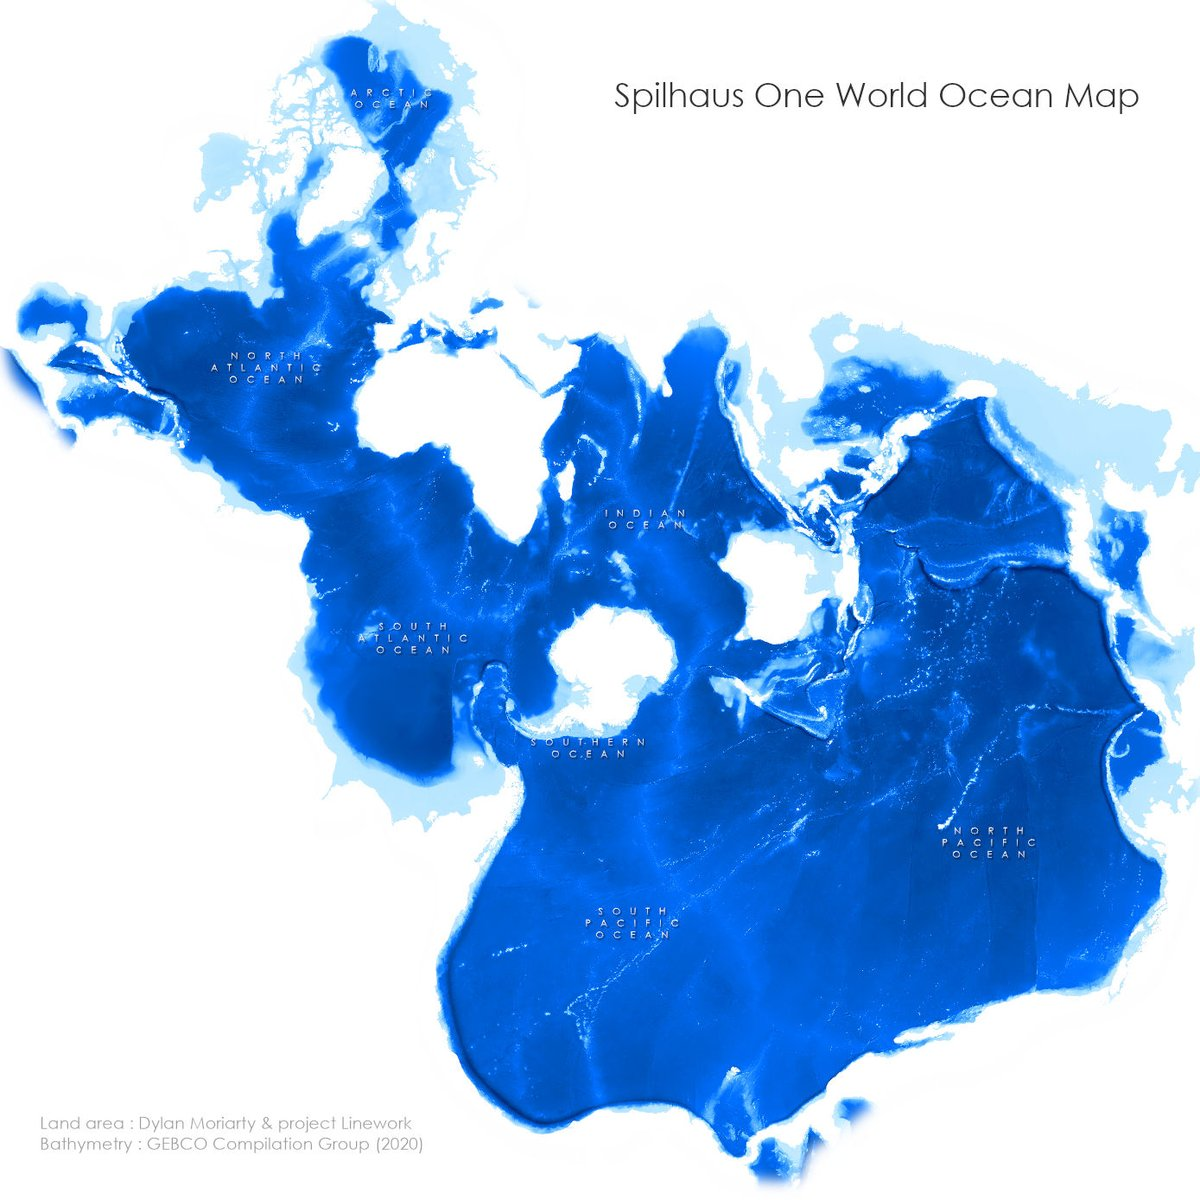 Spilhaus One World Ocean Map
ARCTIC
OCEAN
NORTH
ATLANTIC
OCEAN
INDIAN
OCEAN
SOUTH
ATLANTIC
OCEAN
SOUTHERN
OCEAN
NORTH
PACIFIC
OCEAN
SOUTH
PACIFIC
OCEAN
Land area : Dylan Moriarty & project Linework
Bathymetry : GEBCO Compilation Group (2020)